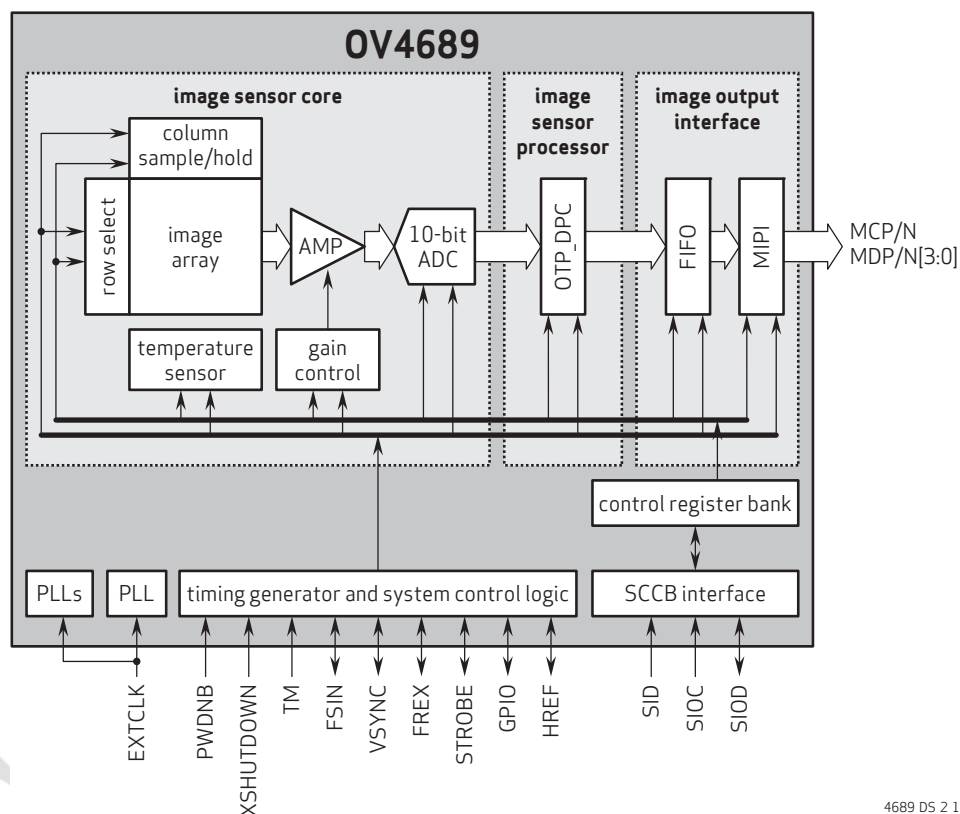 OV4689
image sensor core
image
sensor
processor
image output
interface
column
sample/hold
row select
image
array
AMP
10-bit
ADC
OTP_DPC
FIFO
MIPI
MCP/N
MDP/N[3:0]
temperature
sensor
gain
control
control register bank
PLLs
PLL
timing generator and system control logic
SCCB interface
EXTCLK
PWDNB
XSHUTDOWN
TM
FSIN
VSYNC
FREX
STROBE
GPIO
HREF
SID
SIOC
SIOD
4689 DS 2 1